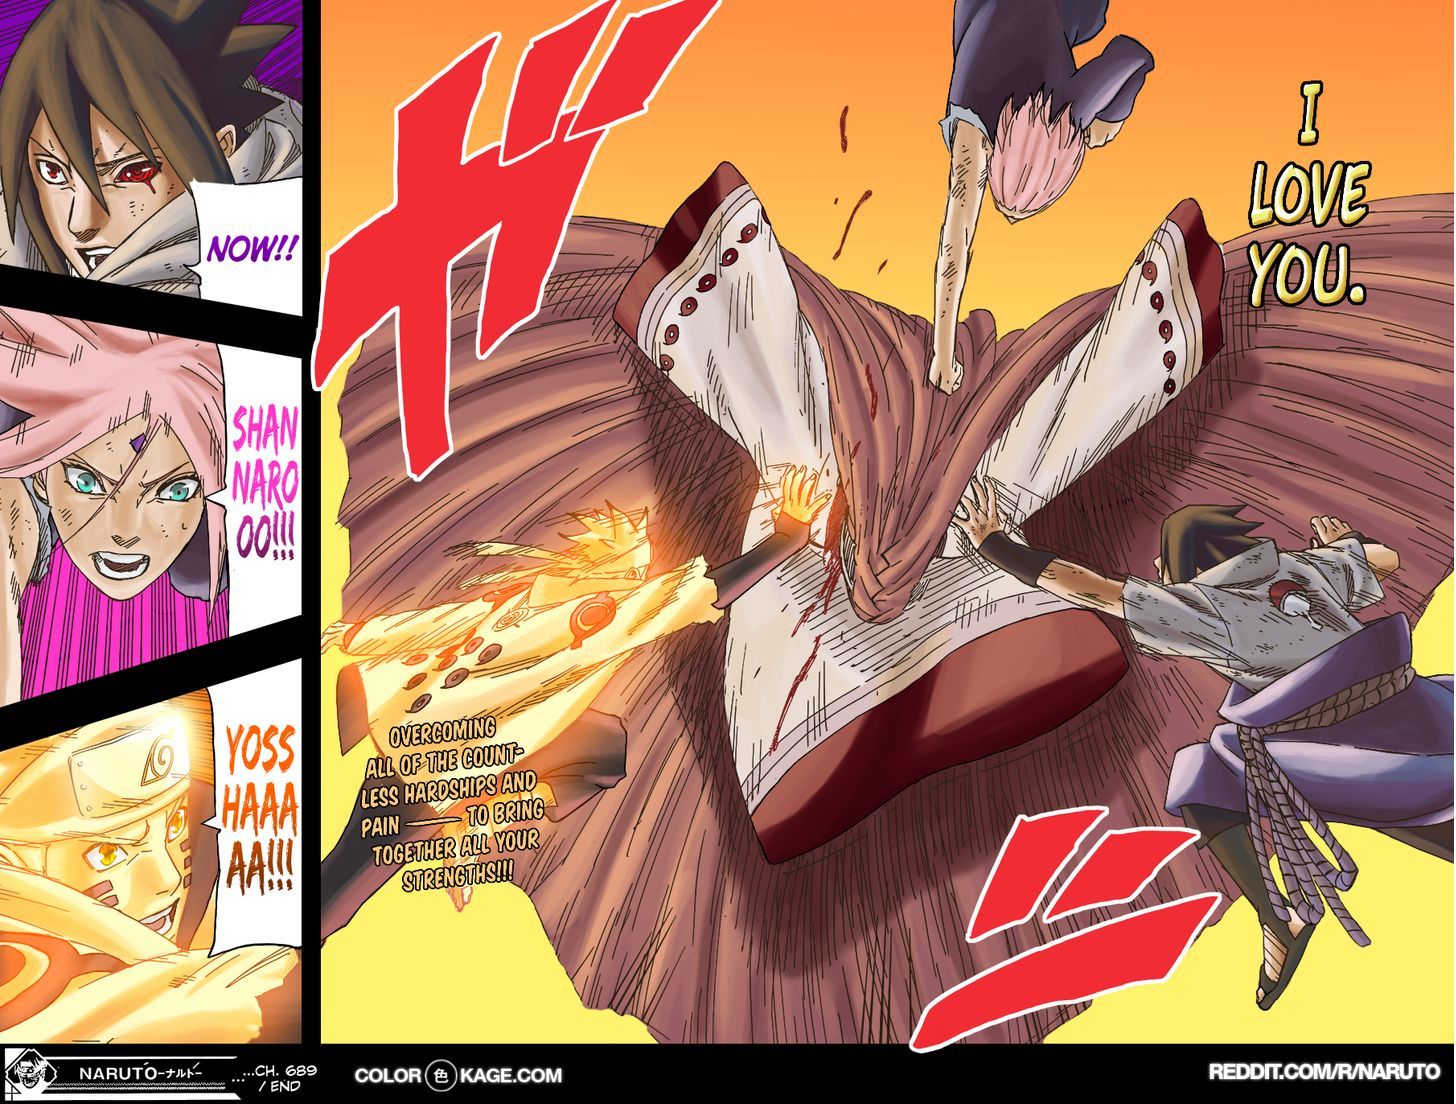 NOW!!
SHAN
NARO
OO!!!
YOSS
HAAA
AA!!!
I
LOVE
YOU.
OVERCOMING
ALL OF THE COUNT-
LESS HARDSHIPS AND
PAIN —— TO BRING
TOGETHER ALL YOUR
STRENGTHS!!!
NARUTO-ナルト-
...CH. 689
/ END
COLOR 色 KAGE.COM
REDDIT.COM/R/NARUTO